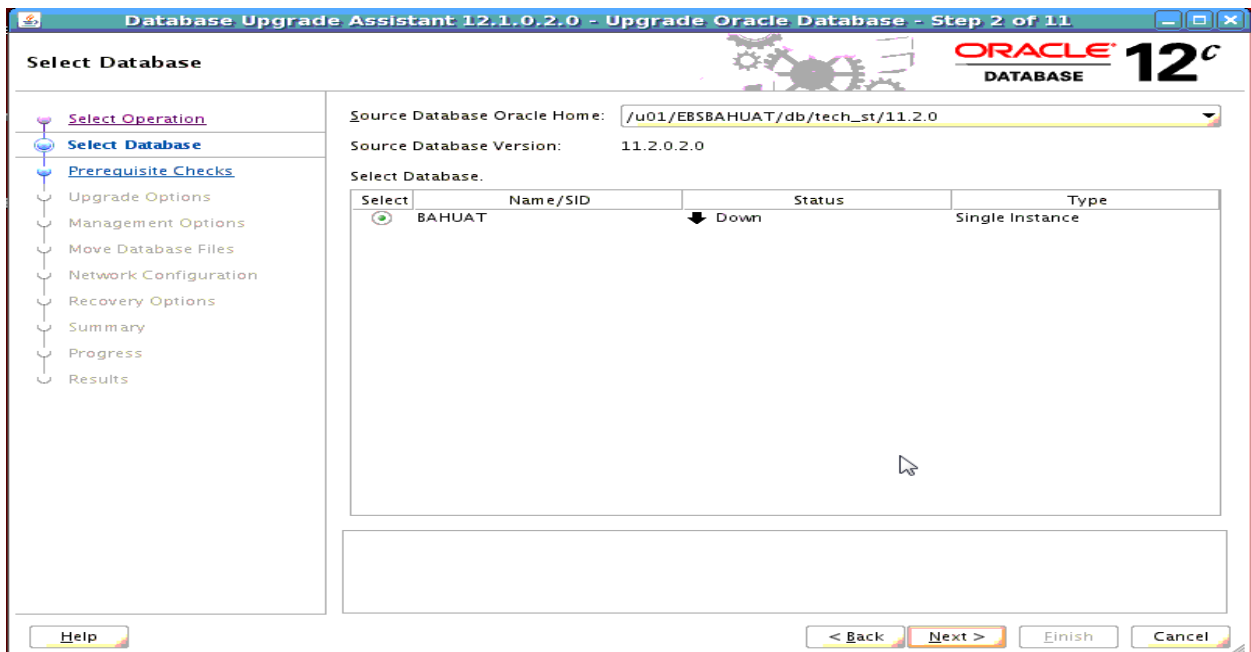 Database Upgrade Assistant 12.1.0.2.0 - Upgrade Oracle Database - Step 2 of 11
Select Database
ORACLE DATABASE 12c
Select Operation
Select Database
Prerequisite Checks
Upgrade Options
Management Options
Move Database Files
Network Configuration
Recovery Options
Summary
Progress
Results
Source Database Oracle Home: /u01/EBSBAHUAT/db/tech_st/11.2.0
Source Database Version: 11.2.0.2.0
Select Database.
Select Name/SID Status Type
BAHUAT Down Single Instance
Help < Back Next > Finish Cancel